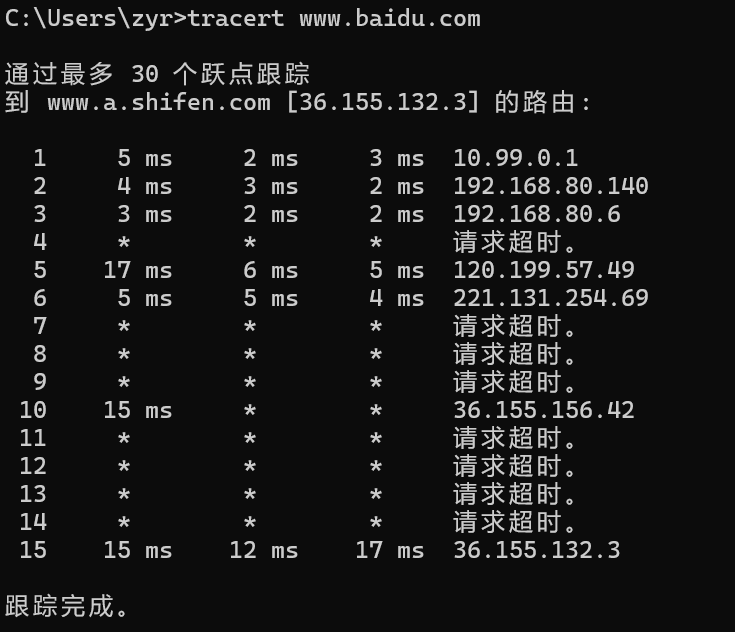 C:\Users\zyr>tracert www.baidu.com
通过最多 30 个跃点跟踪
到 www.a.shifen.com [36.155.132.3] 的路由:
1 5 ms 2 ms 3 ms 10.99.0.1
2 4 ms 3 ms 2 ms 192.168.80.140
3 3 ms 2 ms 2 ms 192.168.80.6
4 * * * 请求超时。
5 17 ms 6 ms 5 ms 120.199.57.49
6 5 ms 5 ms 4 ms 221.131.254.69
7 * * * 请求超时。
8 * * * 请求超时。
9 * * * 请求超时。
10 15 ms * * 36.155.156.42
11 * * * 请求超时。
12 * * * 请求超时。
13 * * * 请求超时。
14 * * * 请求超时。
15 15 ms 12 ms 17 ms 36.155.132.3
跟踪完成。